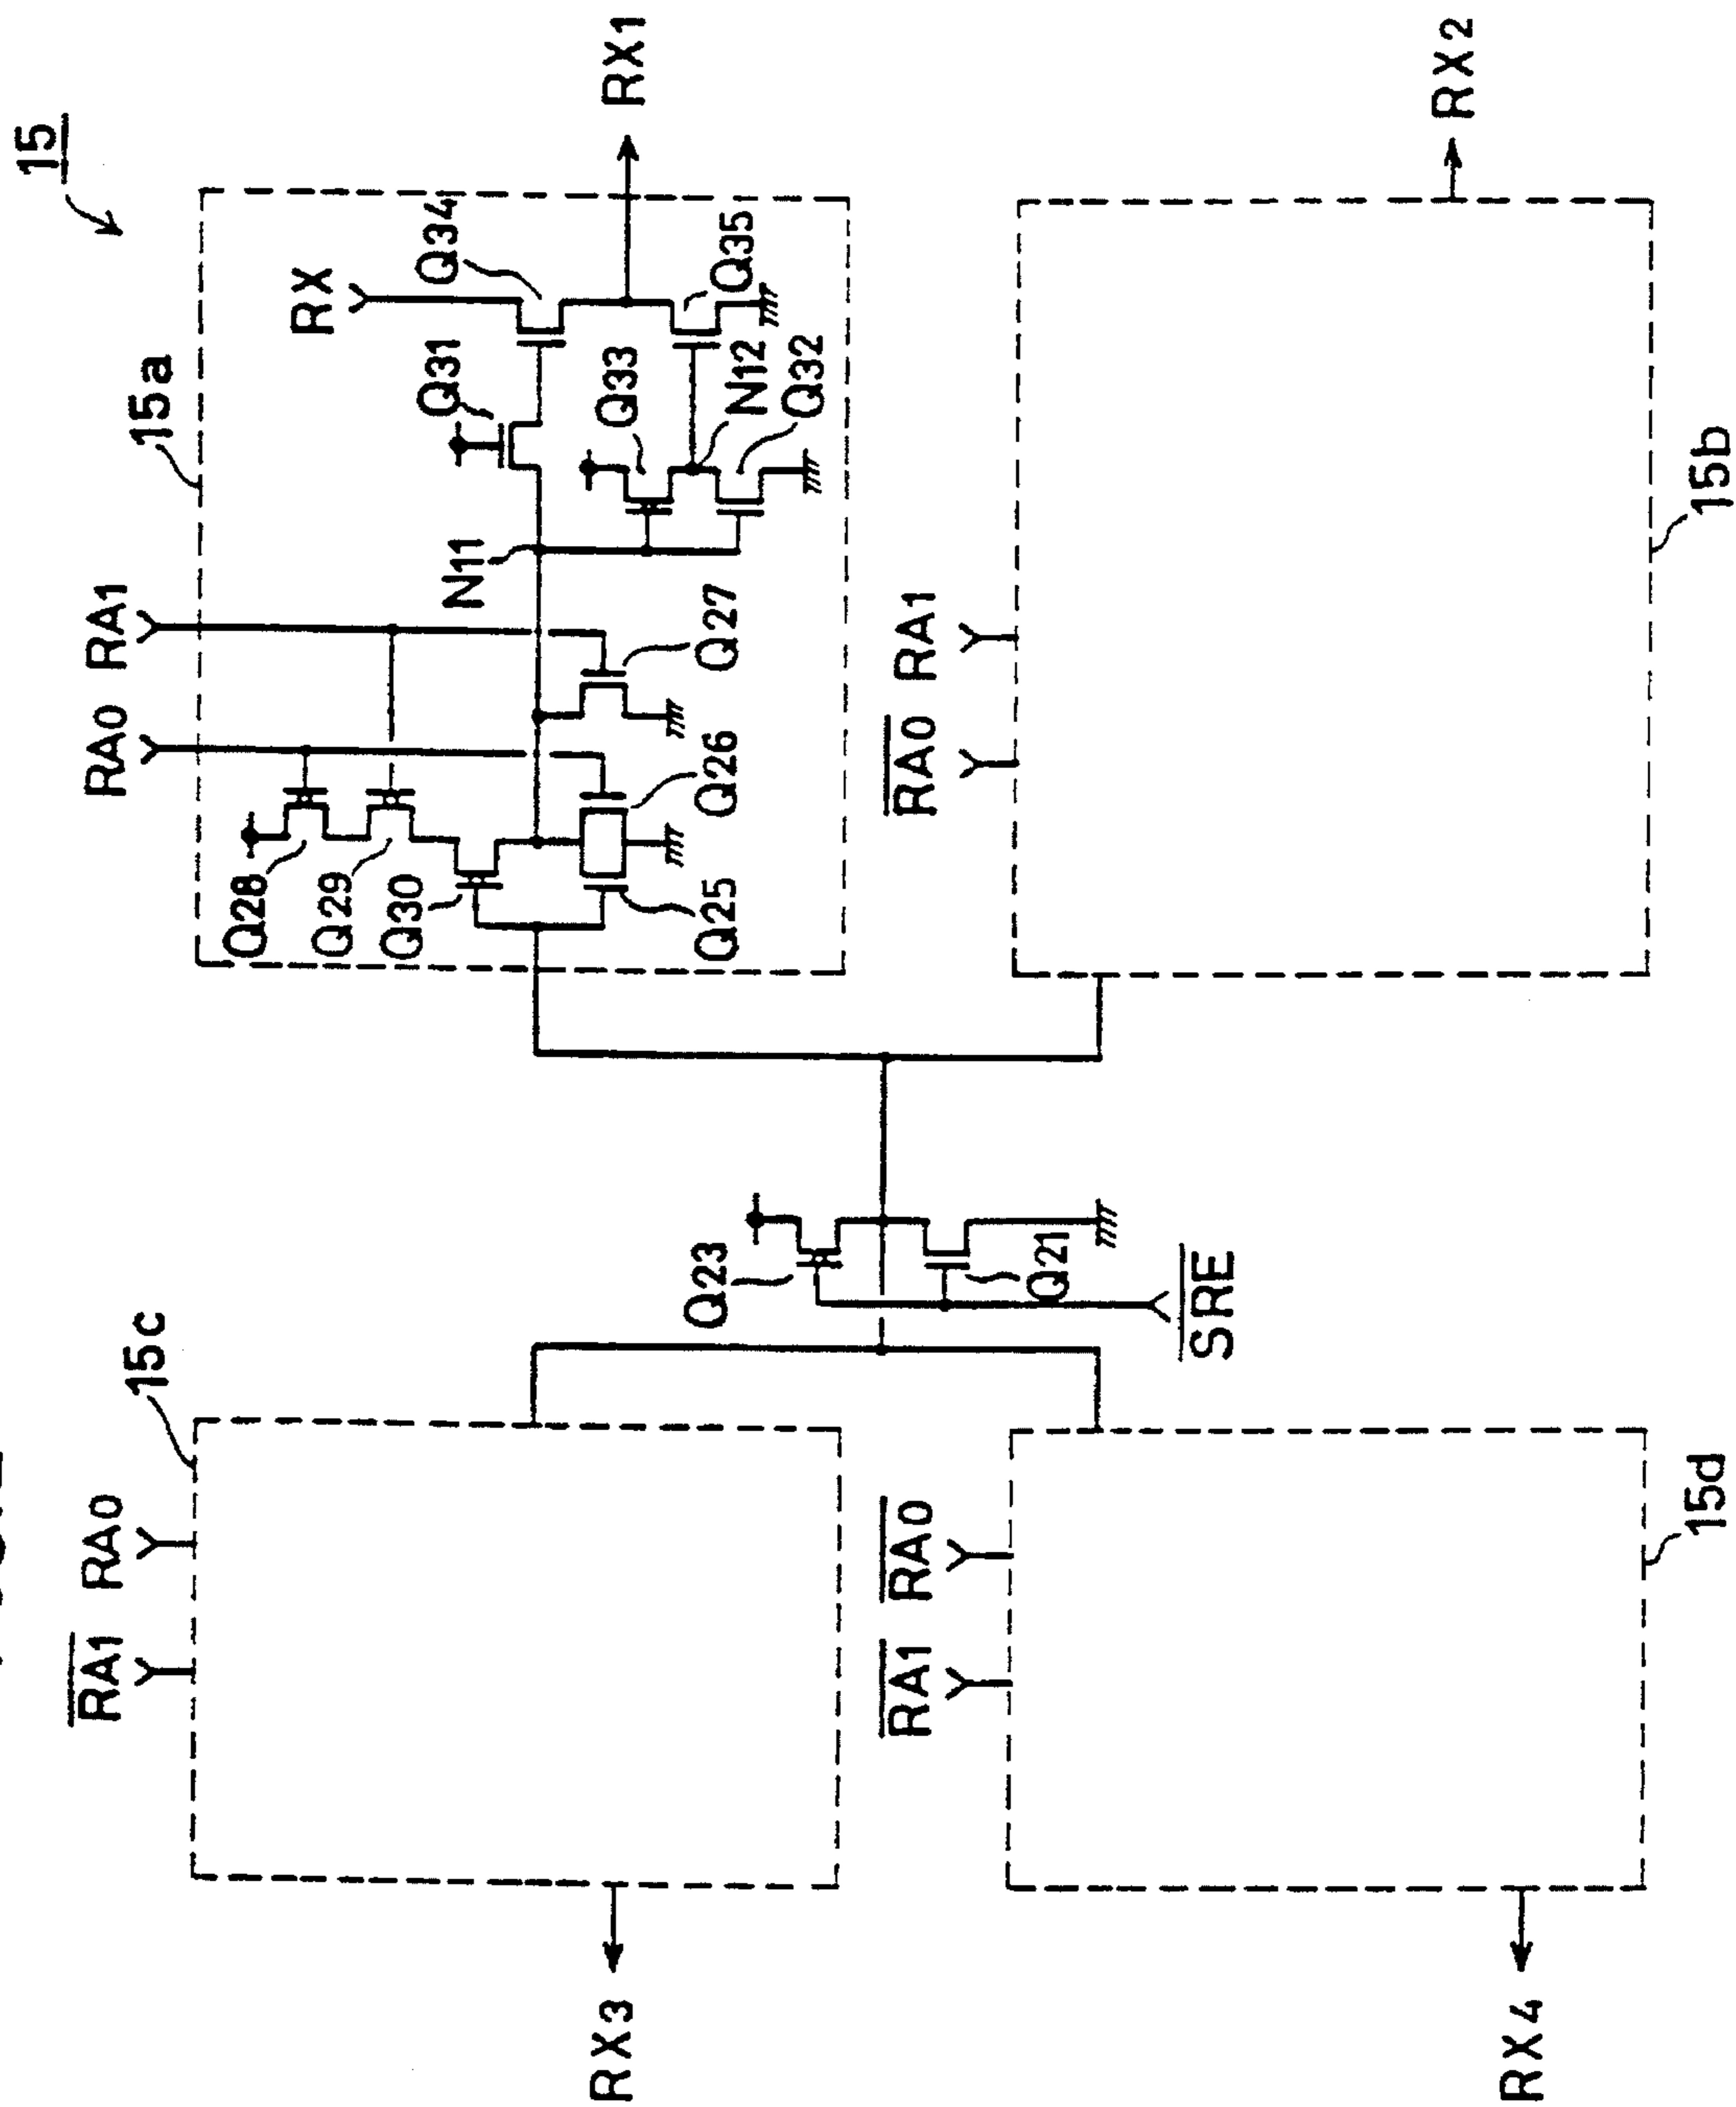 15
15a
RX
RX1
Q34
Q31
Q33
Q35
N12
Q32
N11
RA0 RA1
Q28
Q29
Q30
Q25
Q26
Q27
RA0 RA1
15b
RX2
Q23
Q21
SRE
15c
RA1 RA0
RX3
RA1 RA0
15d
RX4